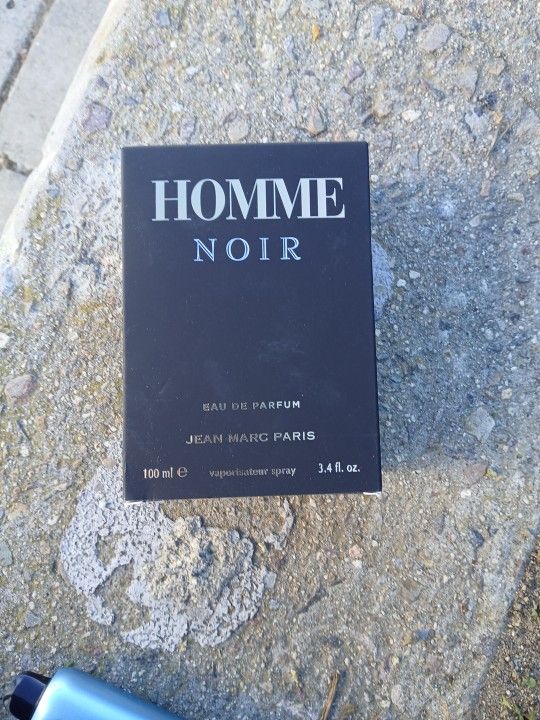 HOMME
NOIR
EAU DE PARFUM
JEAN MARC PARIS
100 ml ℮ vaporisateur spray 3.4 fl. oz.